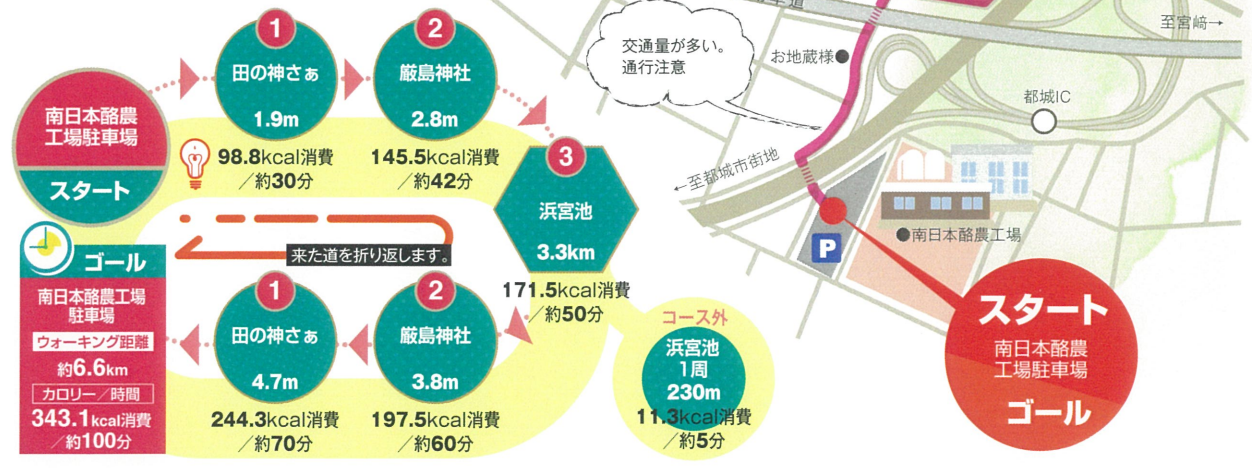 南日本酪農
工場駐車場
スタート
1
田の神さぁ
1.9m
98.8kcal消費
／約30分
2
厳島神社
2.8m
145.5kcal消費
／約42分
3
浜宮池
3.3km
171.5kcal消費
／約50分
来た道を折り返します。
2
厳島神社
3.8m
197.5kcal消費
／約60分
1
田の神さぁ
4.7m
244.3kcal消費
／約70分
ゴール
南日本酪農工場
駐車場
ウォーキング距離
約6.6km
カロリー／時間
343.1kcal消費
／約100分
コース外
浜宮池
1周
230m
11.3kcal消費
／約5分
交通量が多い。
通行注意
お地蔵様
至宮﨑→
都城IC
←至都城市街地
P
南日本酪農工場
スタート
南日本酪農
工場駐車場
ゴール